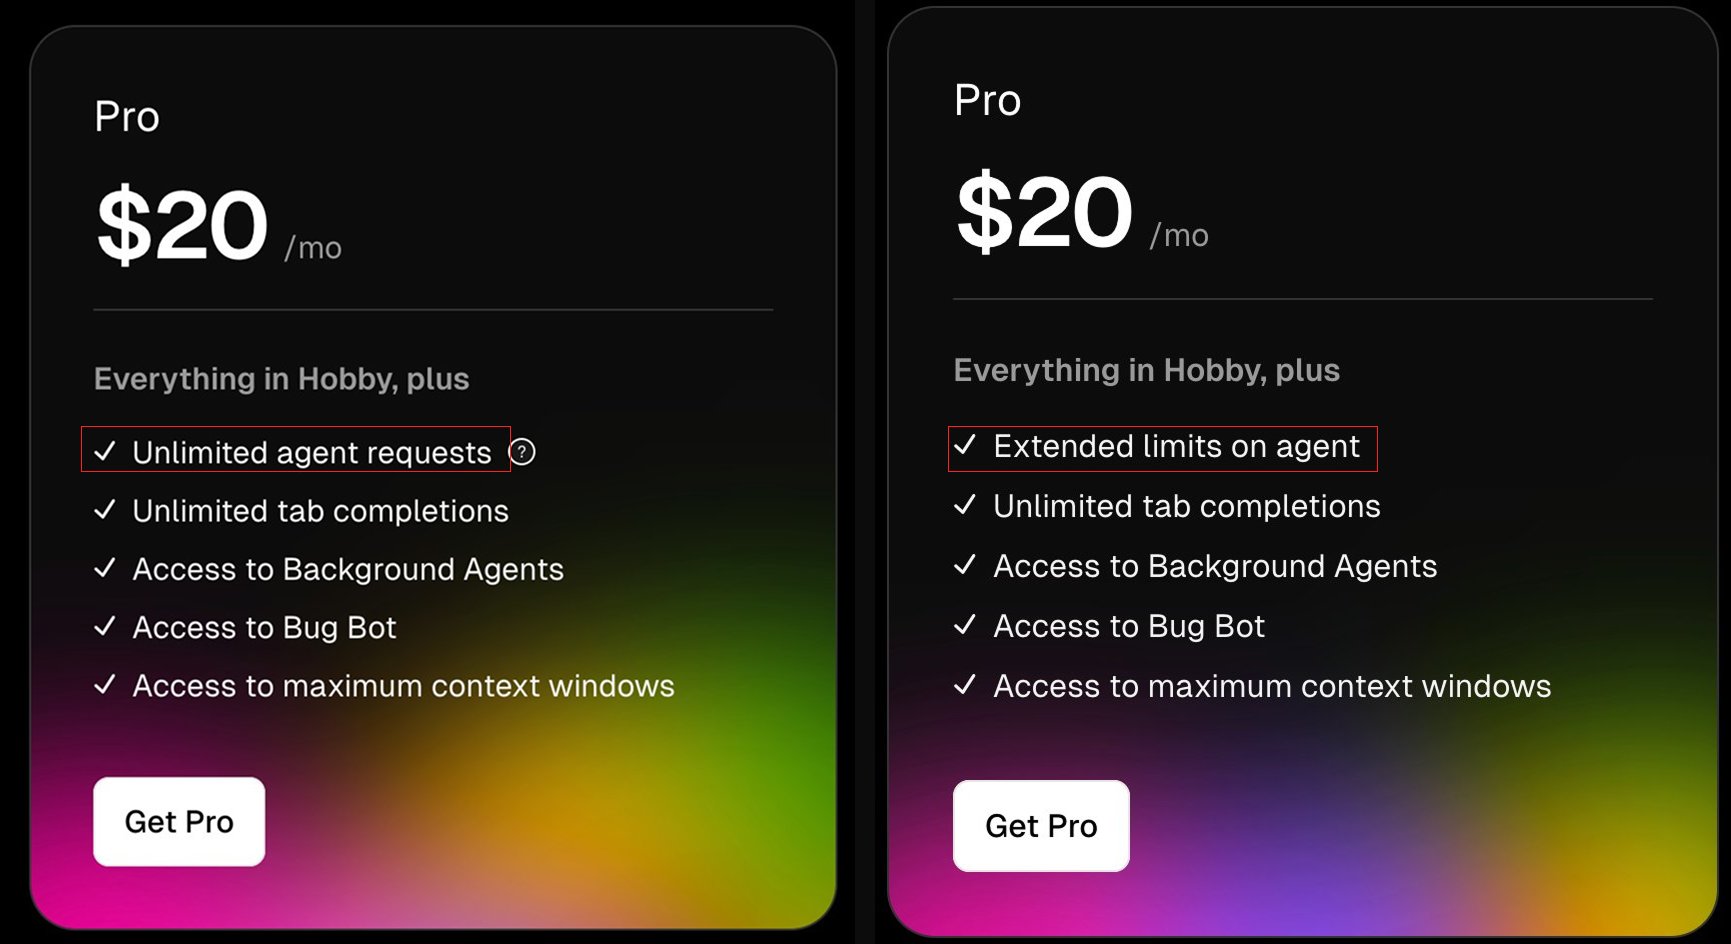 Pro
$20 /mo
Everything in Hobby, plus
✓ Unlimited agent requests ?
✓ Unlimited tab completions
✓ Access to Background Agents
✓ Access to Bug Bot
✓ Access to maximum context windows
Get Pro
Pro
$20 /mo
Everything in Hobby, plus
✓ Extended limits on agent
✓ Unlimited tab completions
✓ Access to Background Agents
✓ Access to Bug Bot
✓ Access to maximum context windows
Get Pro